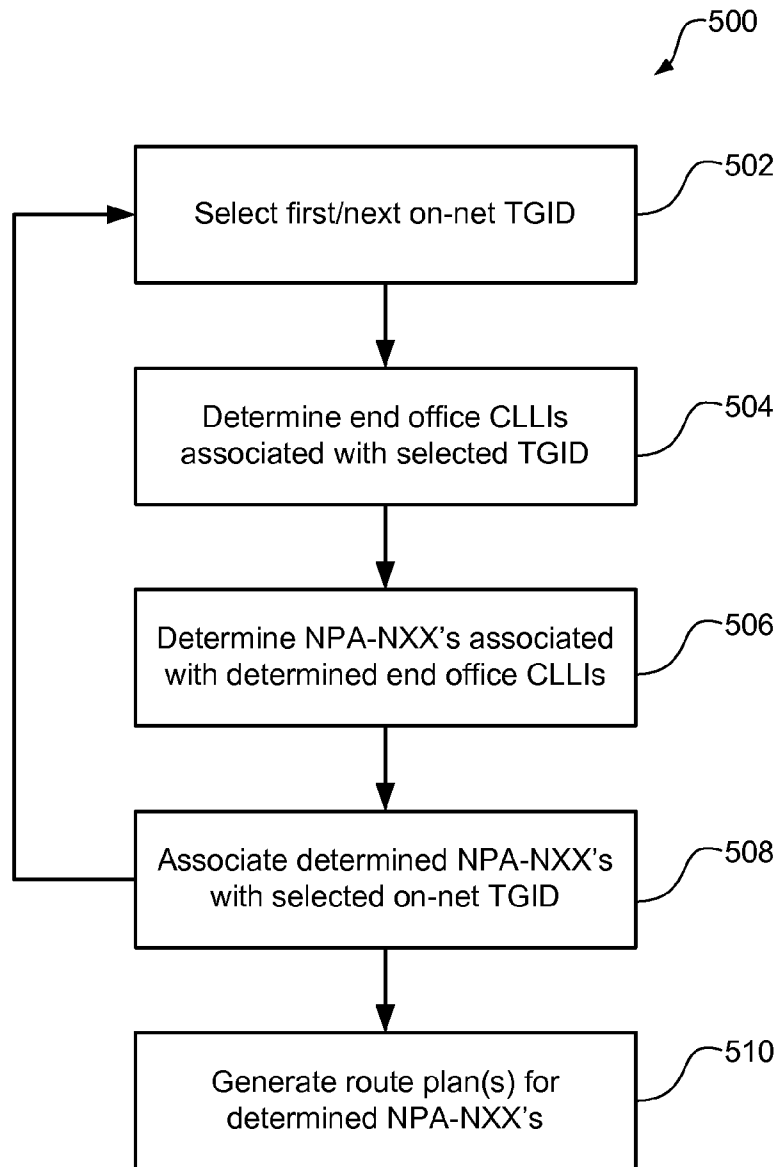 500
502
Select first/next on-net TGID
504
Determine end office CLLIs
associated with selected TGID
506
Determine NPA-NXX's associated
with determined end office CLLIs
508
Associate determined NPA-NXX's
with selected on-net TGID
510
Generate route plan(s) for
determined NPA-NXX's